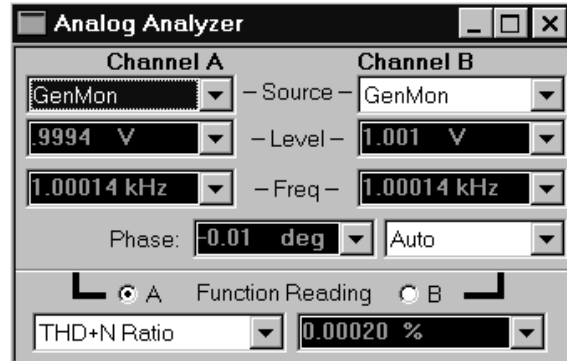 Analog Analyzer
Channel A Channel B
GenMon – Source – GenMon
.9994 V – Level – 1.001 V
1.00014 kHz – Freq – 1.00014 kHz
Phase: -0.01 deg Auto
A Function Reading B
THD+N Ratio 0.00020 %